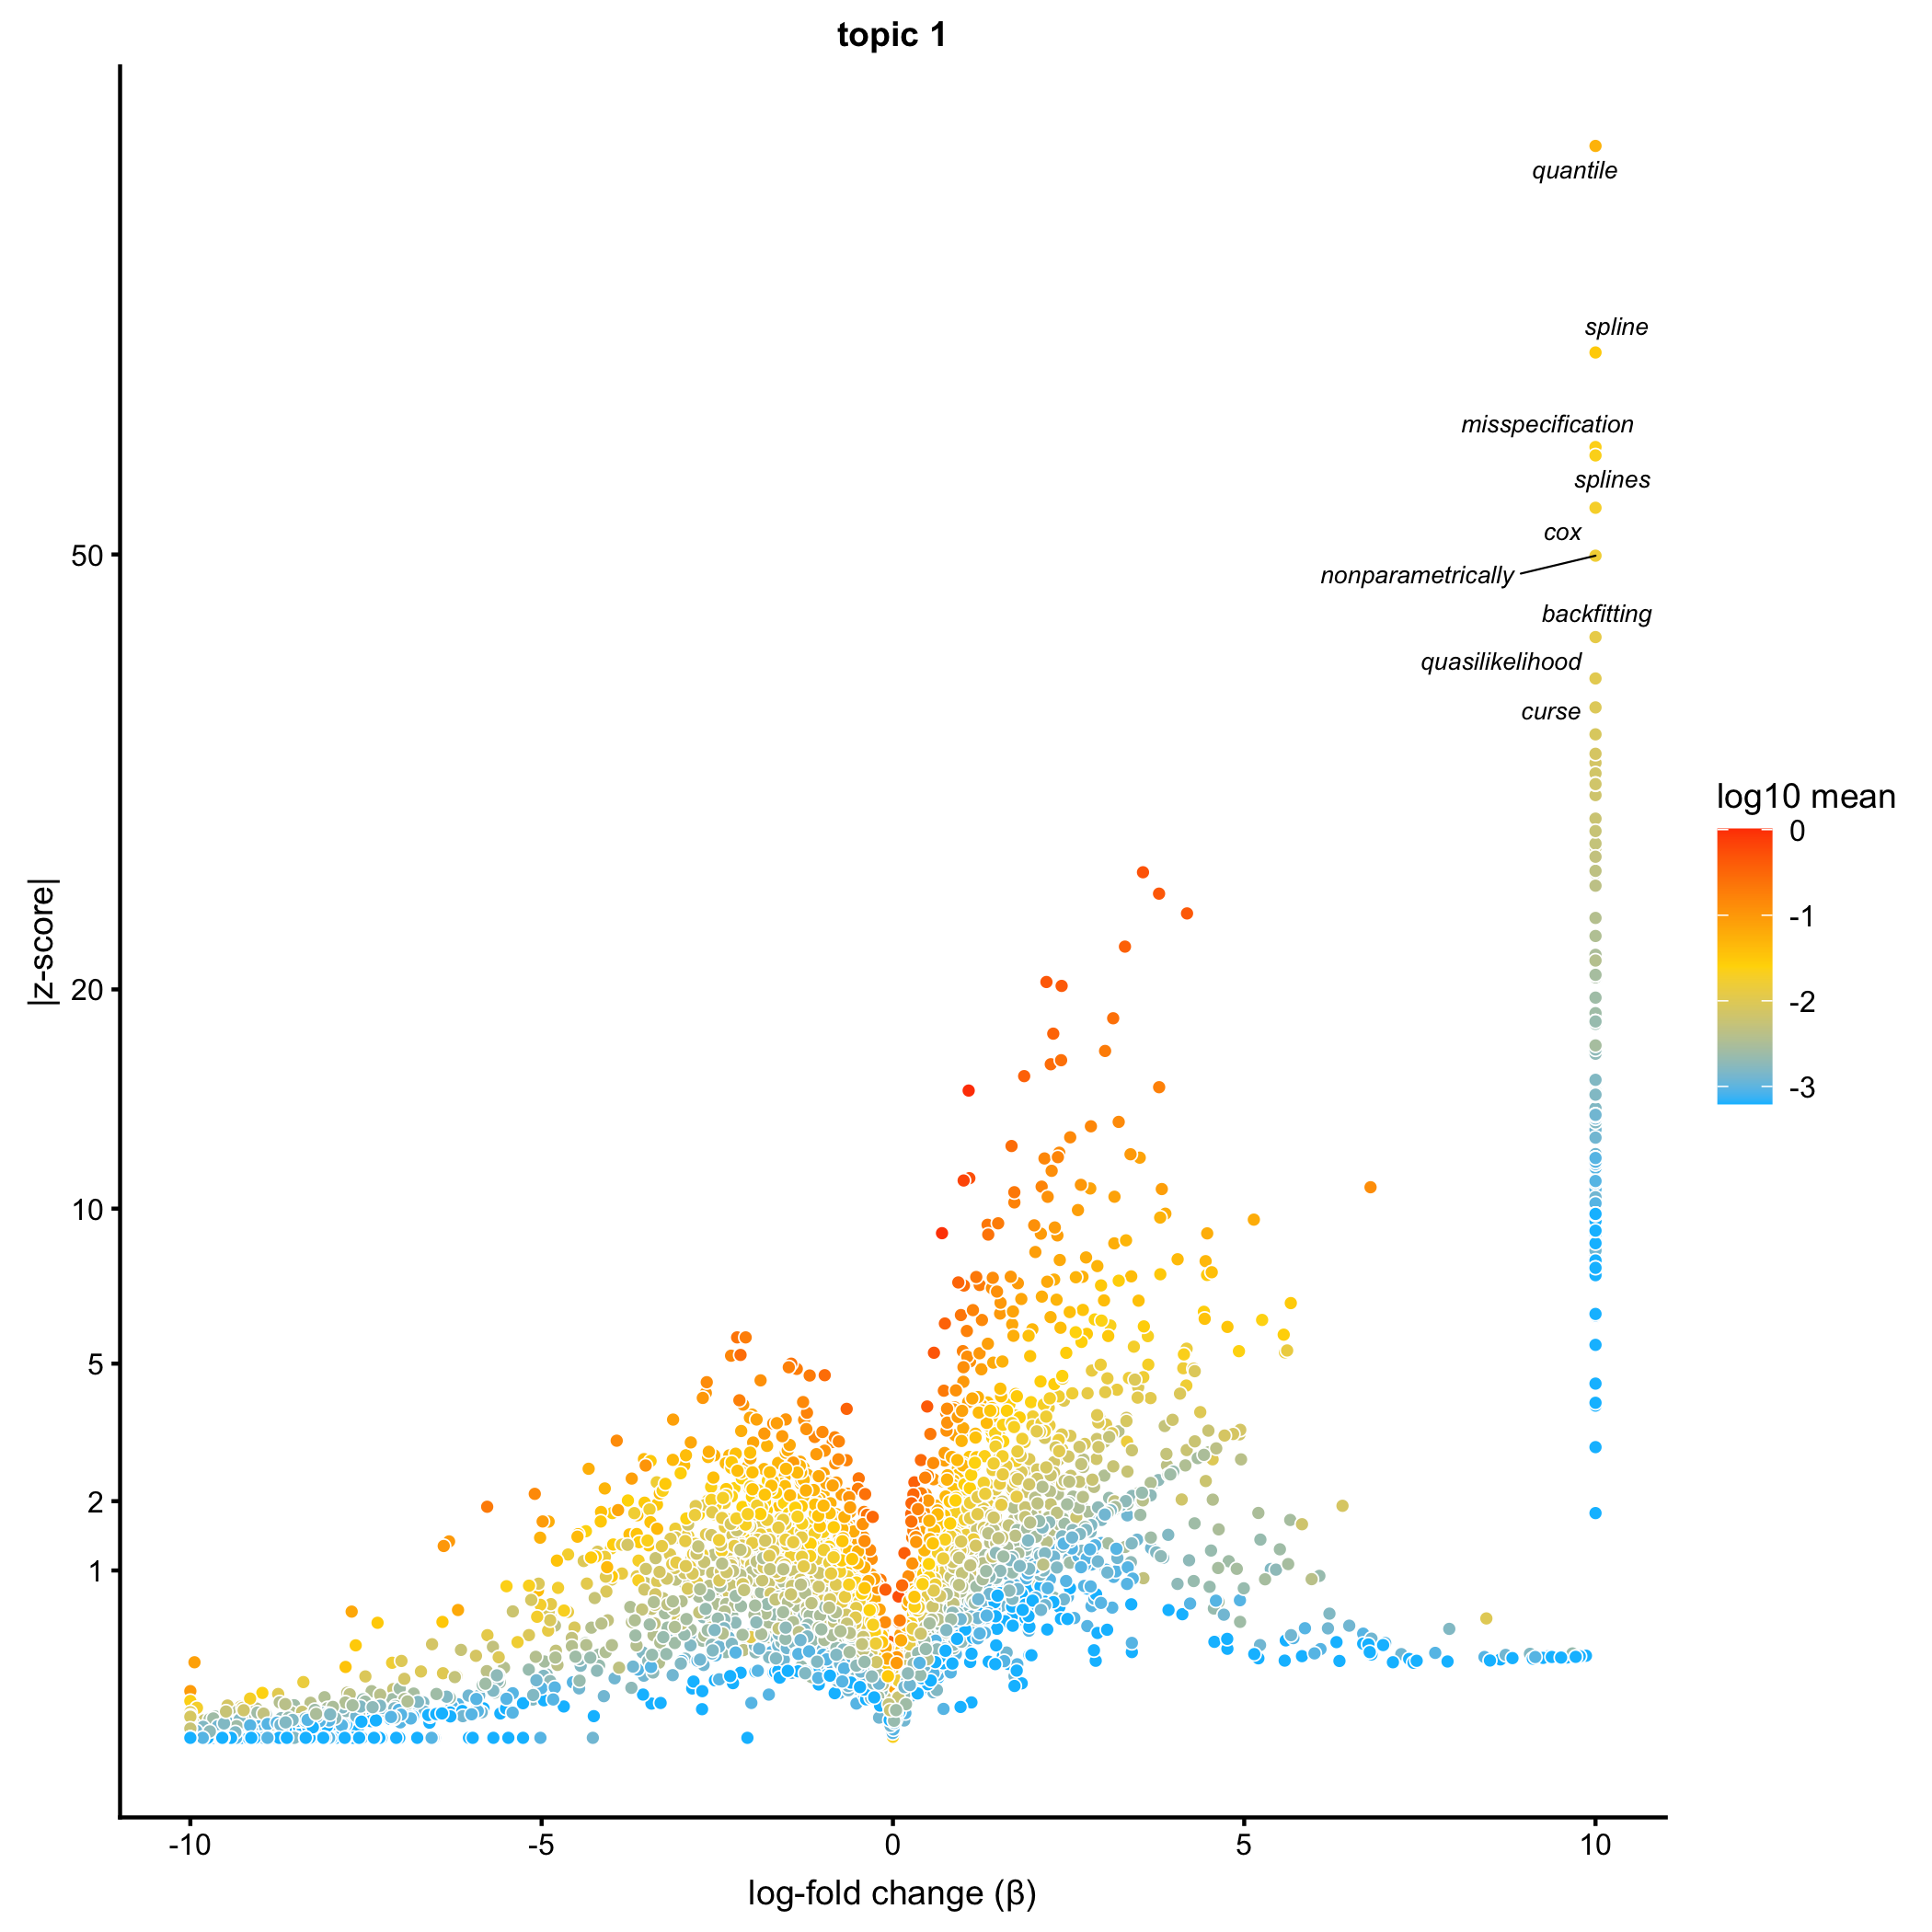 topic 1
quantile
spline
misspecification
splines
cox
nonparametrically
backfitting
quasilikelihood
curse
|z-score|
50
20
10
5
2
1
-10
-5
0
5
10
log-fold change (β)
log10 mean
0
-1
-2
-3